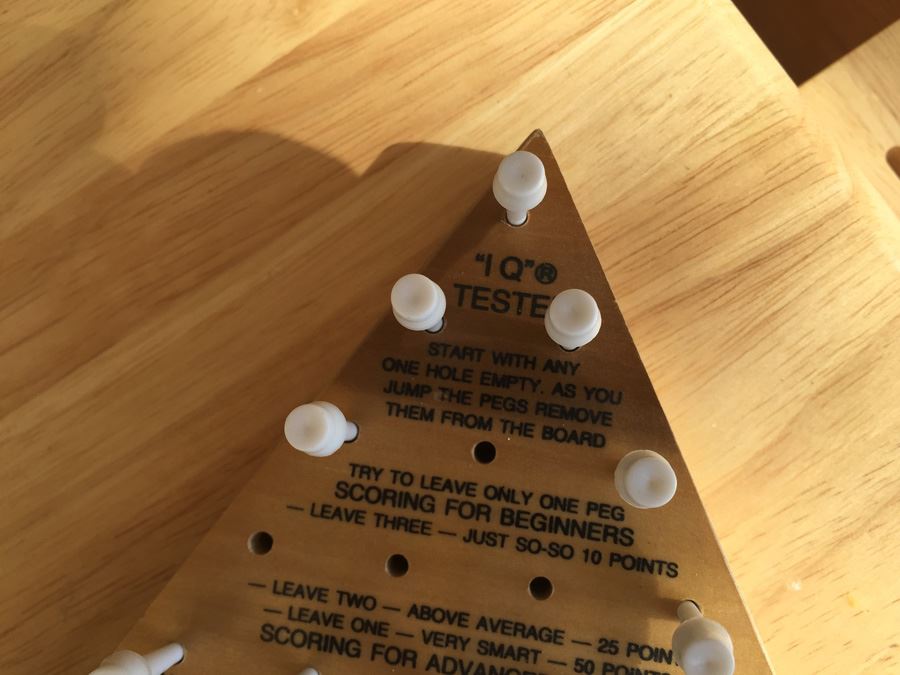 "I Q"®
TESTE
START WITH ANY
ONE HOLE EMPTY. AS YOU
JUMP THE PEGS REMOVE
THEM FROM THE BOARD
TRY TO LEAVE ONLY ONE PEG
SCORING FOR BEGINNERS
— LEAVE THREE — JUST SO-SO 10 POINTS
— LEAVE TWO — ABOVE AVERAGE — 25 POIN
— LEAVE ONE — VERY SMART — 50 POINTS
SCORING FOR ADVANCE